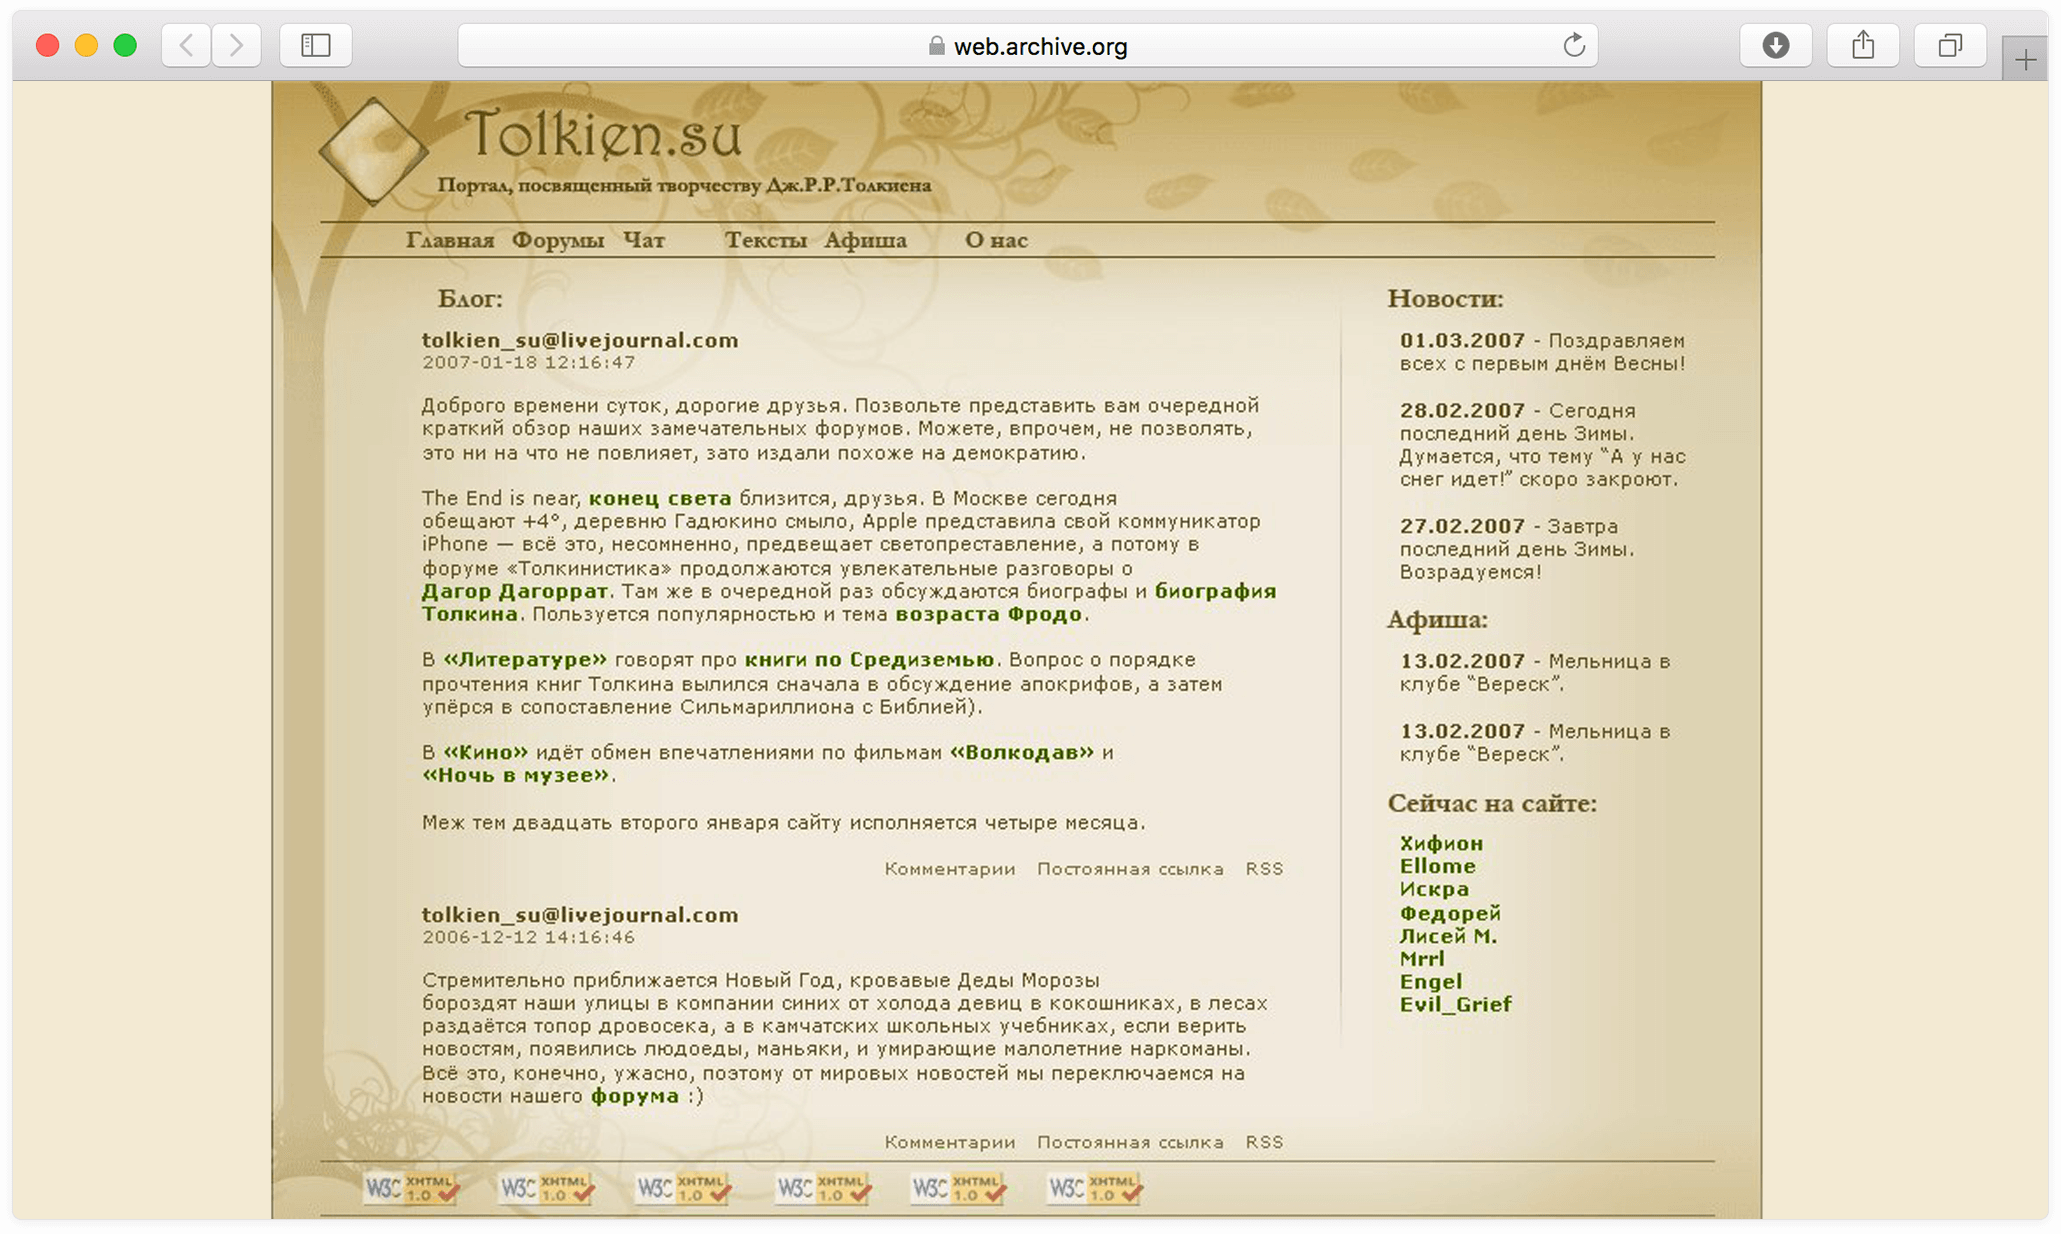 web.archive.org
Tolkien.su
Портал, посвященный творчеству Дж.Р.Р.Толкиена
Главная Форумы Чат Тексты Афиша О нас
Блог:
tolkien_su@livejournal.com
2007-01-18 12:16:47
Доброго времени суток, дорогие друзья. Позвольте представить вам очередной
краткий обзор наших замечательных форумов. Можете, впрочем, не позволять,
это ни на что не повлияет, зато издали похоже на демократию.
The End is near, конец света близится, друзья. В Москве сегодня
обещают +4°, деревню Гадюкино смыло, Apple представила свой коммуникатор
iPhone — всё это, несомненно, предвещает светопреставление, а потому в
форуме «Толкинистика» продолжаются увлекательные разговоры о
Дагор Дагоррат. Там же в очередной раз обсуждаются биографы и биография
Толкина. Пользуется популярностью и тема возраста Фродо.
В «Литературе» говорят про книги по Средиземью. Вопрос о порядке
прочтения книг Толкина вылился сначала в обсуждение апокрифов, а затем
упёрся в сопоставление Сильмариллиона с Библией).
В «Кино» идёт обмен впечатлениями по фильмам «Волкодав» и
«Ночь в музее».
Меж тем двадцать второго января сайту исполняется четыре месяца.
Комментарии Постоянная ссылка RSS
tolkien_su@livejournal.com
2006-12-12 14:16:46
Стремительно приближается Новый Год, кровавые Деды Морозы
бороздят наши улицы в компании синих от холода девиц в кокошниках, в лесах
раздаётся топор дровосека, а в камчатских школьных учебниках, если верить
новостям, появились людоеды, маньяки, и умирающие малолетние наркоманы.
Всё это, конечно, ужасно, поэтому от мировых новостей мы переключаемся на
новости нашего форума :)
Комментарии Постоянная ссылка RSS
Новости:
01.03.2007 - Поздравляем
всех с первым днём Весны!
28.02.2007 - Сегодня
последний день Зимы.
Думается, что тему "А у нас
снег идет!" скоро закроют.
27.02.2007 - Завтра
последний день Зимы.
Возрадуемся!
Афиша:
13.02.2007 - Мельница в
клубе "Вереск".
13.02.2007 - Мельница в
клубе "Вереск".
Сейчас на сайте:
Хифион
Ellome
Искра
Федорей
Лисей М.
Mrrl
Engel
Evil_Grief
W3C XHTML 1.0 W3C XHTML 1.0 W3C XHTML 1.0 W3C XHTML 1.0 W3C XHTML 1.0 W3C XHTML 1.0